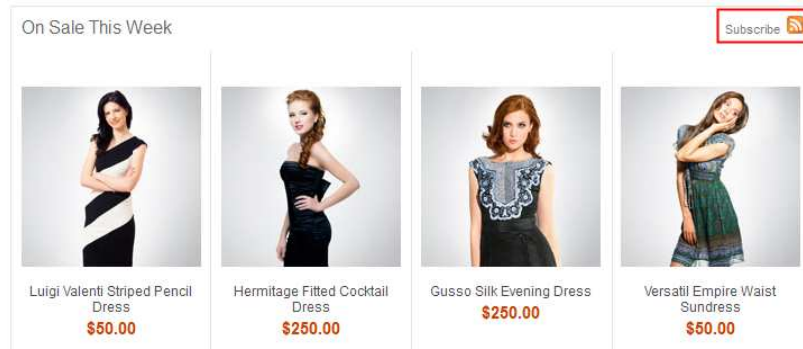 On Sale This Week
Subscribe
Luigi Valenti Striped Pencil
Dress
$50.00
Hermitage Fitted Cocktail
Dress
$250.00
Gusso Silk Evening Dress
$250.00
Versatil Empire Waist
Sundress
$50.00